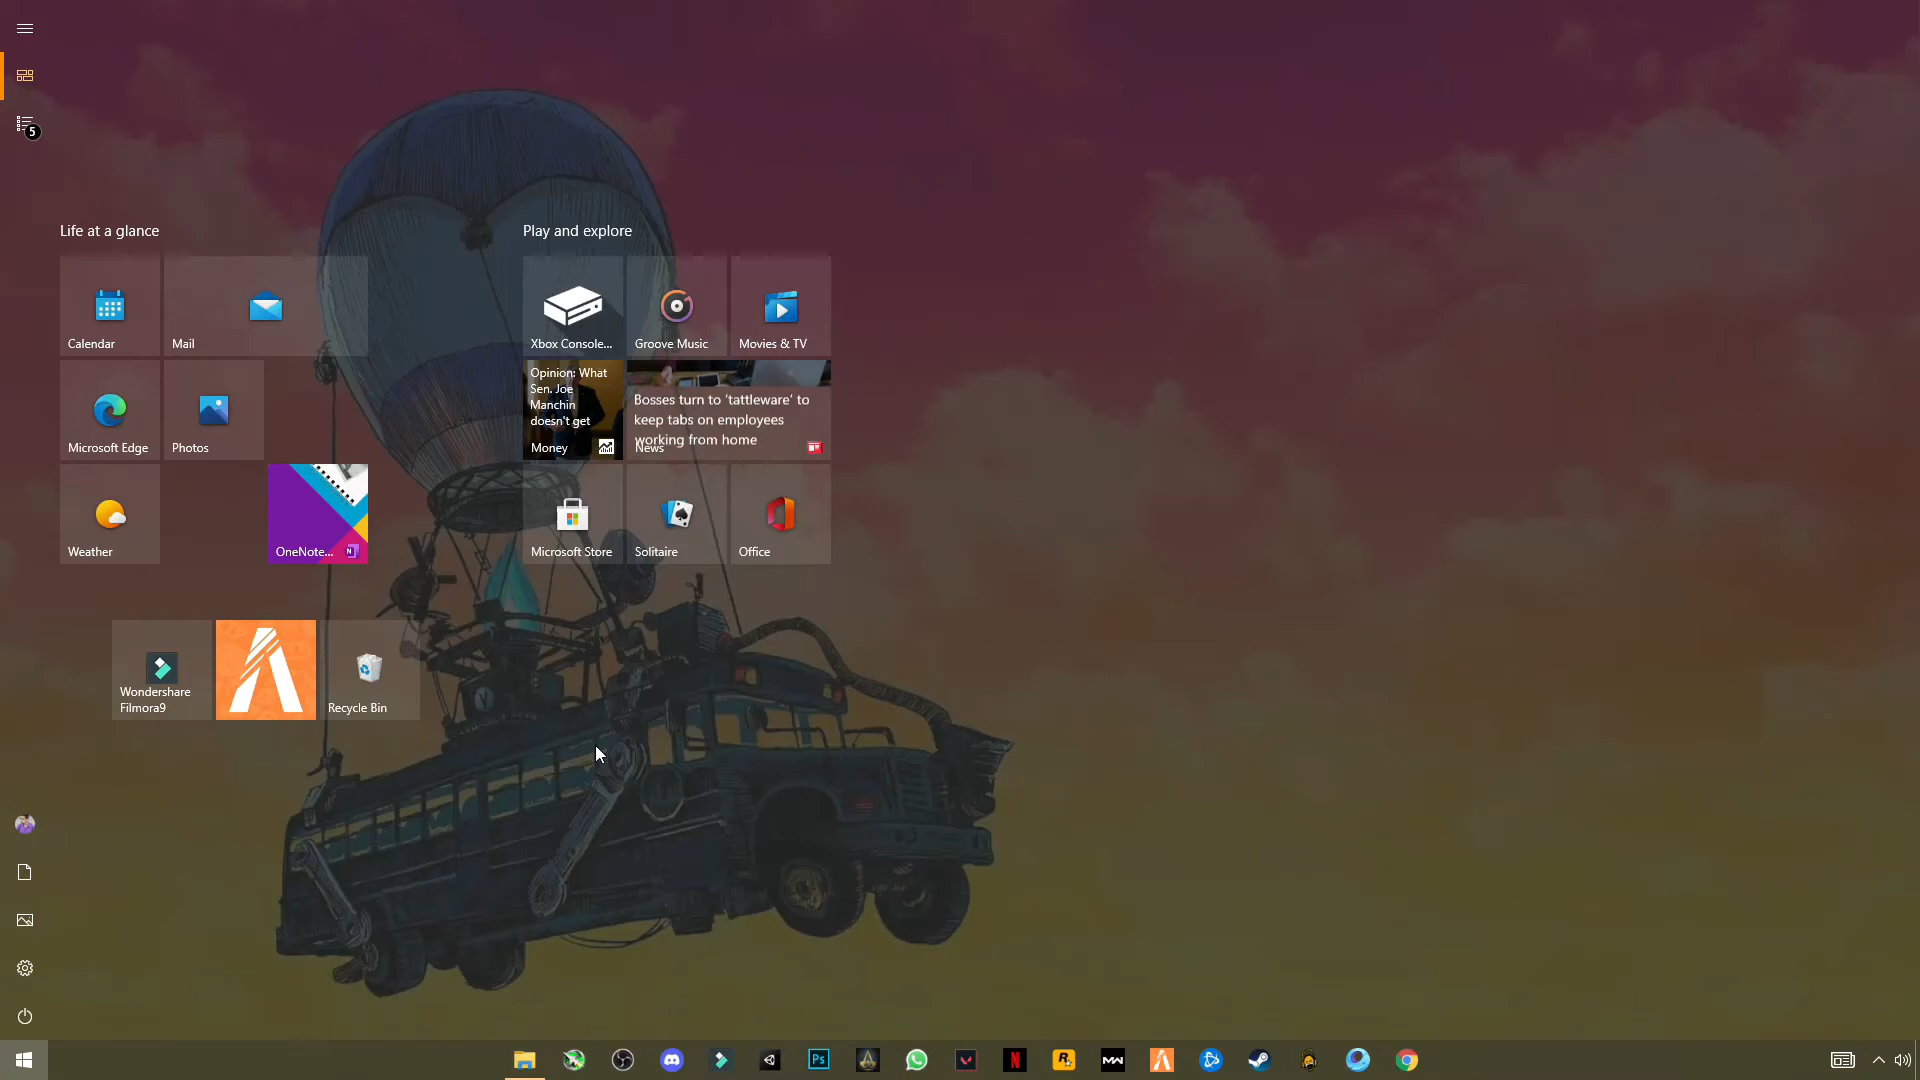 5
Life at a glance
Play and explore
Calendar
Mail
Xbox Console...
Groove Music
Movies & TV
Microsoft Edge
Photos
Opinion: What
Sen. Joe
Manchin
doesn't get
Money
Bosses turn to 'tattleware' to
keep tabs on employees
working from home
News
Weather
OneNote...
N
Microsoft Store
Solitaire
Office
Wondershare
Filmora9
Recycle Bin
Ps
N
R
MW